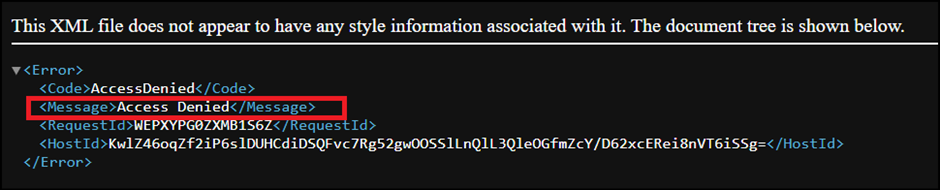 This XML file does not appear to have any style information associated with it. The document tree is shown below.
▼<Error>
<Code>AccessDenied</Code>
<Message>Access Denied</Message>
<RequestId>WEPXYPG0ZXMB1S6Z</RequestId>
<HostId>KwlZ46oqZf2iP6slDUHCdiDSQFvc7Rg52gwOOSSlLnQlL3QleOGfmZcY/D62xcERei8nVT6iSSg=</HostId>
</Error>